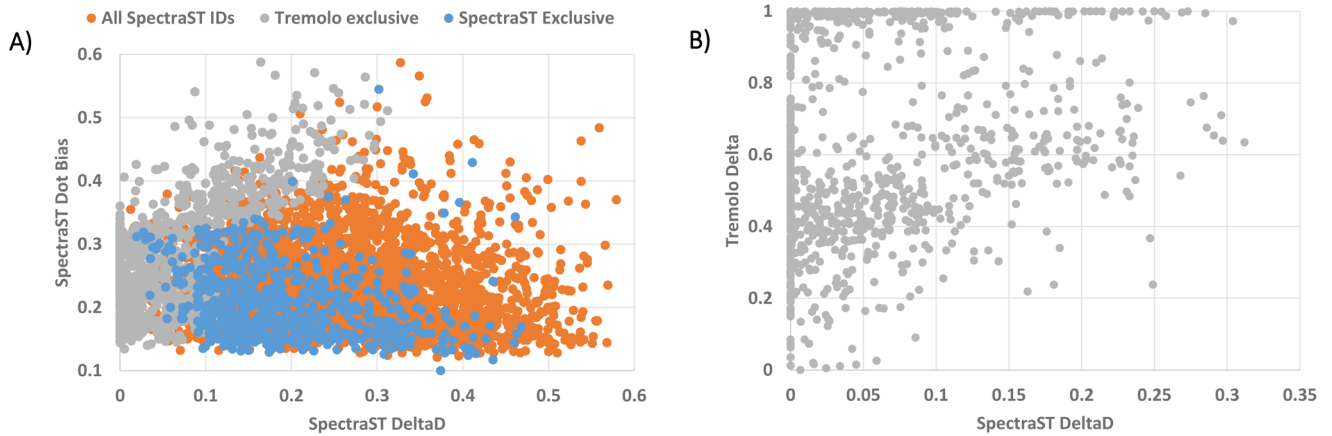 All SpectraST IDs Tremolo exclusive SpectraST Exclusive
A)
0.6
0.5
0.4
0.3
0.2
0.1
SpectraST Dot Bias
0 0.1 0.2 0.3 0.4 0.5 0.6
SpectraST DeltaD
B)
1
0.8
0.6
0.4
0.2
0
Tremolo Delta
0 0.05 0.1 0.15 0.2 0.25 0.3 0.35
SpectraST DeltaD